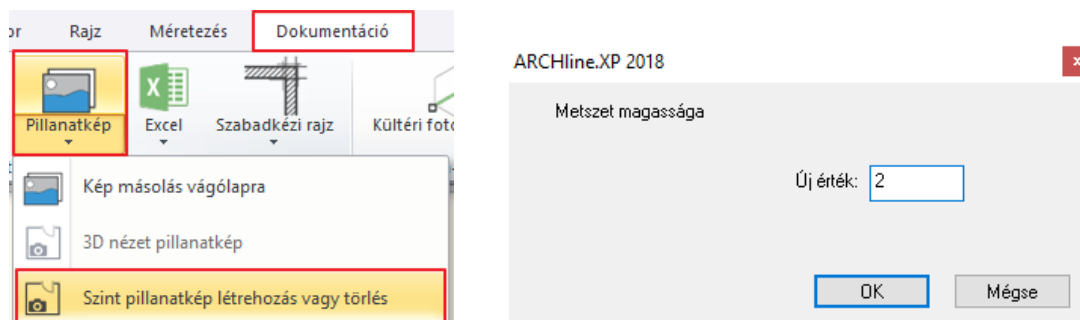 Rajz Méretezés Dokumentáció
Pillanatkép Excel Szabadkézi rajz Kültéri
Kép másolás vágólapra
3D nézet pillanatkép
Szint pillanatkép létrehozás vagy törlés
ARCHline.XP 2018
Metszet magassága
Új érték: 2
OK Mégse